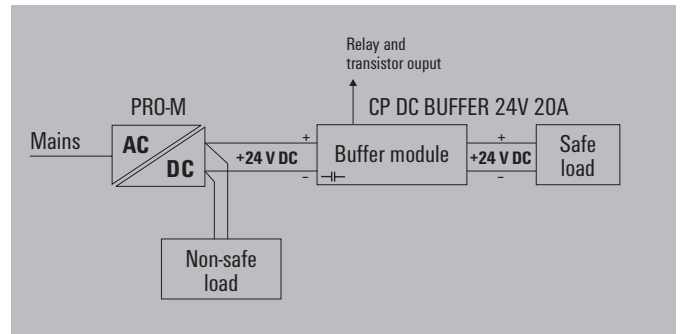 Relay and
transistor ouput
PRO-M
CP DC BUFFER 24V 20A
Mains
AC
DC
+24 V DC
+
–
Buffer module
+
+24 V DC
–
Safe
load
Non-safe
load